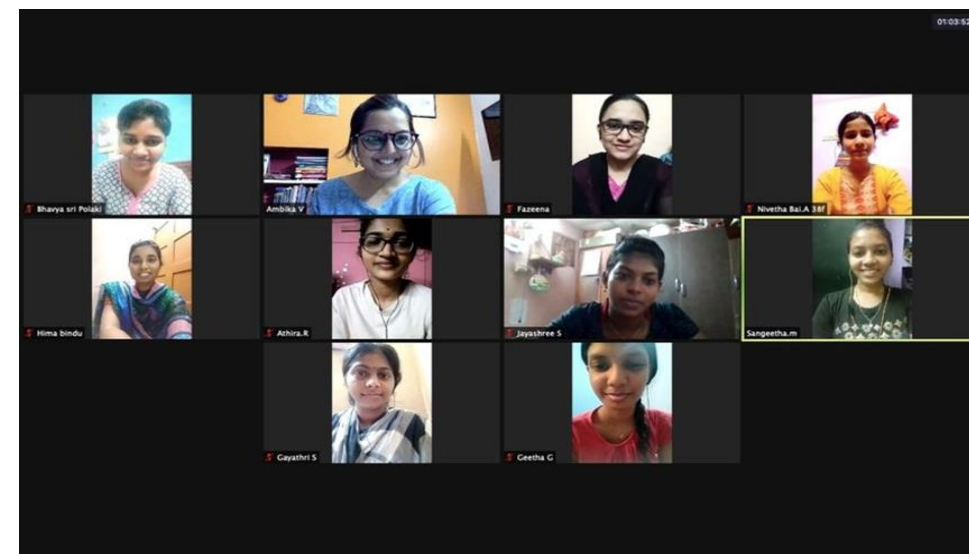 01:03:52
Bhavya sri Polaki
Ambika V
Fazeena
Nivetha Bai.A 38f
Hima bindu
Athira.R
Jayashree S
Sangeetha.m
Gayathri S
Geetha G